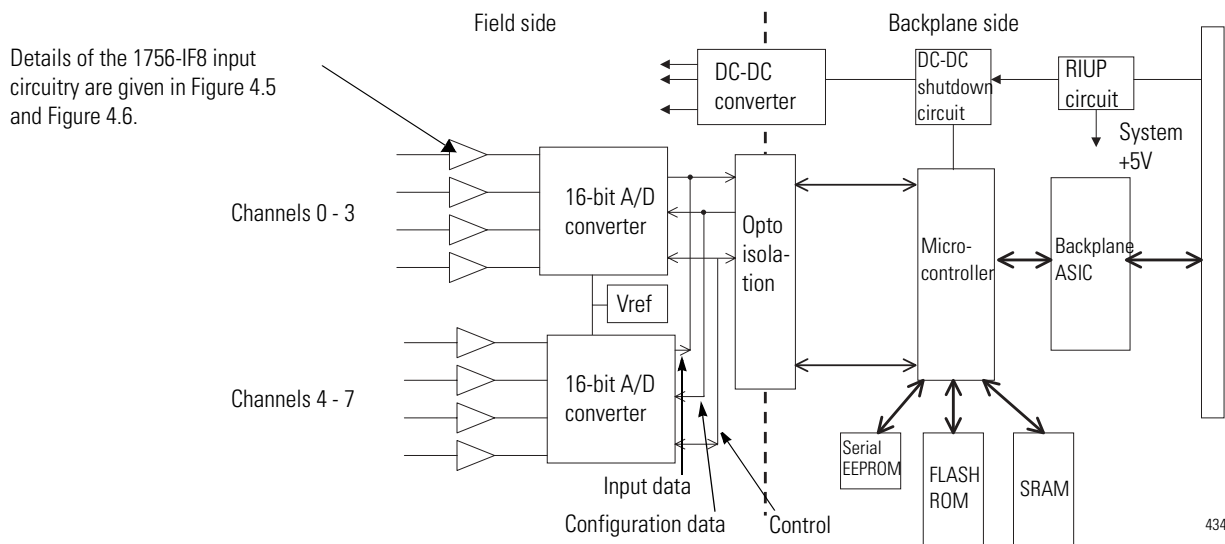 Field side
Backplane side
Details of the 1756-IF8 input
circuitry are given in Figure 4.5
and Figure 4.6.
DC-DC
converter
DC-DC
shutdown
circuit
RIUP
circuit
System
+5V
Channels 0 - 3
16-bit A/D
converter
Opto
isola-
tion
Micro-
controller
Backplane
ASIC
Vref
Channels 4 - 7
16-bit A/D
converter
Serial
EEPROM
FLASH
ROM
SRAM
Input data
Configuration data
Control
434